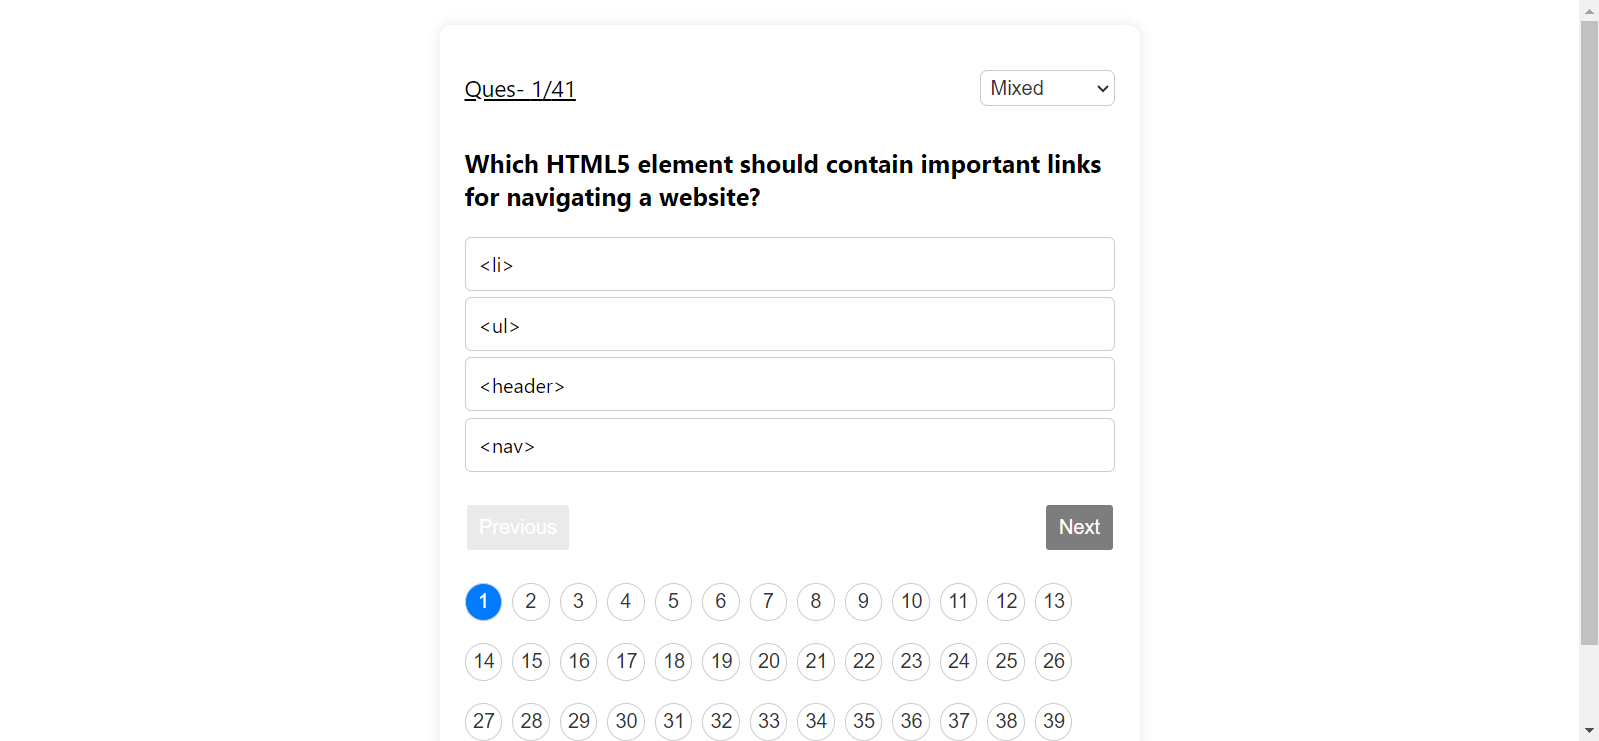 Ques- 1/41
Mixed
Which HTML5 element should contain important links
for navigating a website?
<li>
<ul>
<header>
<nav>
Previous
Next
1 2 3 4 5 6 7 8 9 10 11 12 13
14 15 16 17 18 19 20 21 22 23 24 25 26
27 28 29 30 31 32 33 34 35 36 37 38 39